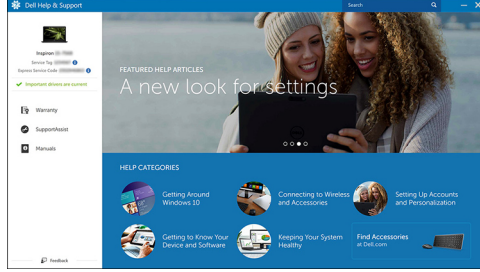 Dell Help & Support
Search
Inspiron
Service Tag
Express Service Code
Important drivers are current
Warranty
SupportAssist
Manuals
Feedback
FEATURED HELP ARTICLES
A new look for settings
HELP CATEGORIES
Getting Around
Windows 10
Connecting to Wireless
and Accessories
Setting Up Accounts
and Personalization
Getting to Know Your
Device and Software
Keeping Your System
Healthy
Find Accessories
at Dell.com